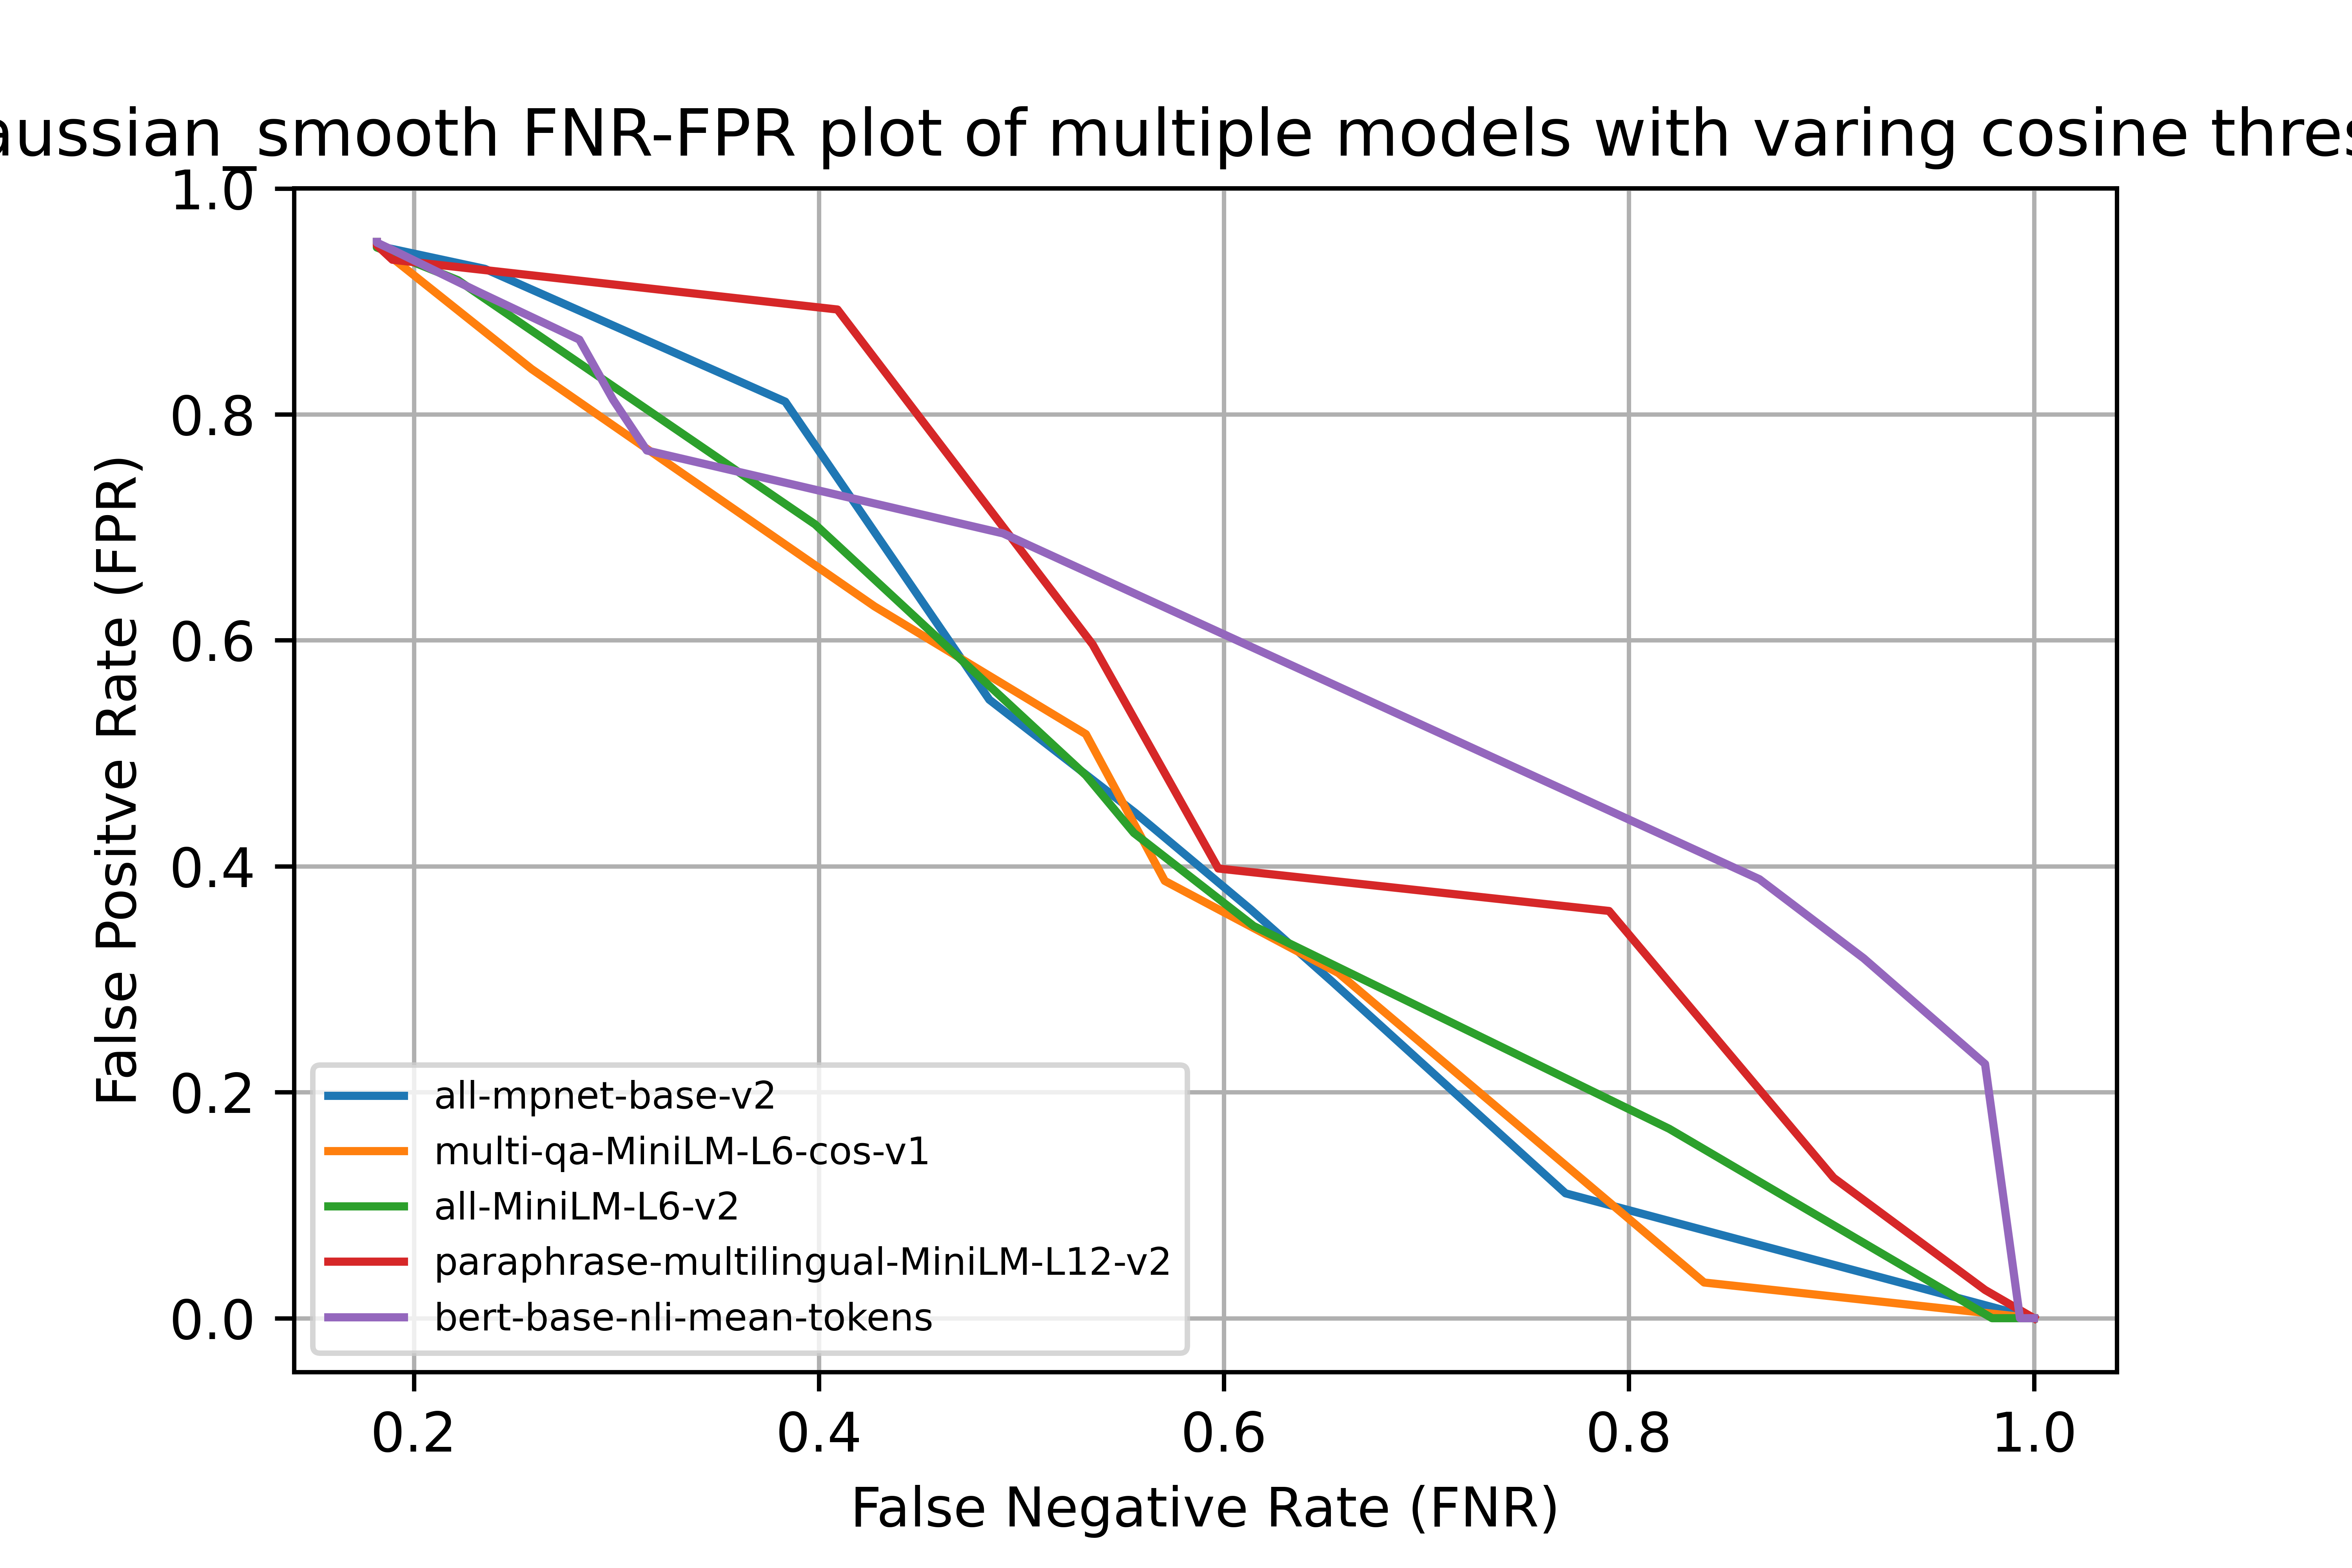 aussian_smooth FNR-FPR plot of multiple models with varing cosine thres
1.0
0.8
0.6
0.4
0.2
0.0
False Positve Rate (FPR)
all-mpnet-base-v2
multi-qa-MiniLM-L6-cos-v1
all-MiniLM-L6-v2
paraphrase-multilingual-MiniLM-L12-v2
bert-base-nli-mean-tokens
0.2 0.4 0.6 0.8 1.0
False Negative Rate (FNR)